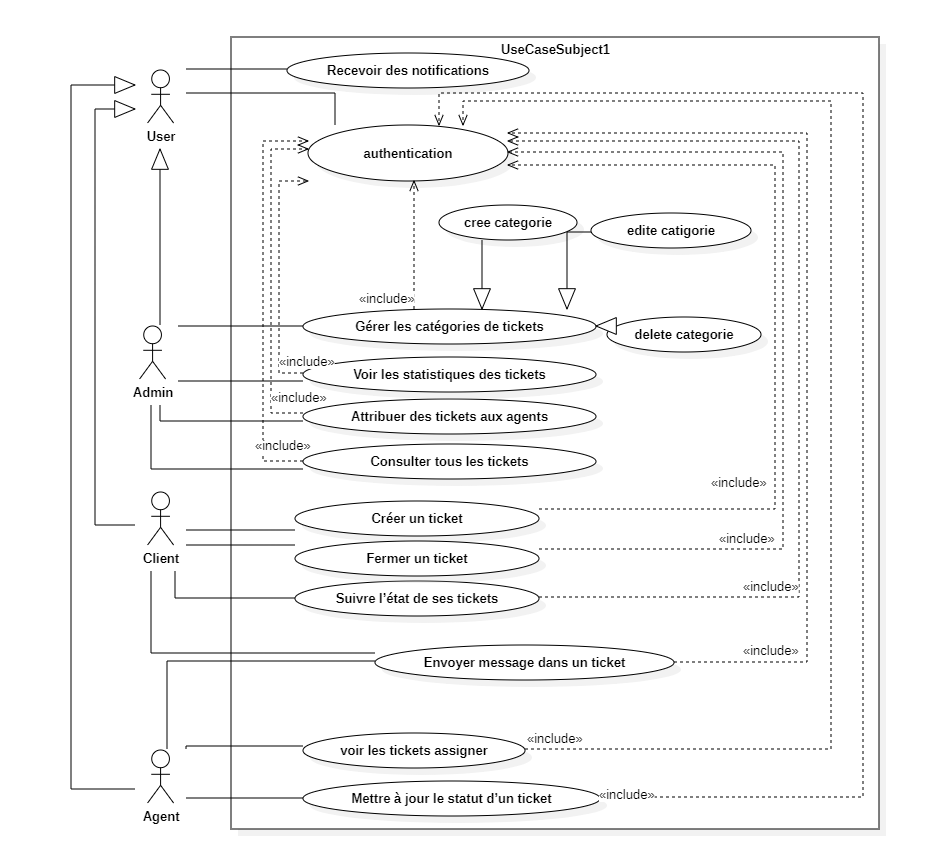 UseCaseSubject1
Recevoir des notifications
User
authentication
cree categorie
edite catigorie
«include»
Gérer les catégories de tickets
delete categorie
«include»
Voir les statistiques des tickets
Admin
«include»
Attribuer des tickets aux agents
«include»
Consulter tous les tickets
«include»
Créer un ticket
«include»
Client
Fermer un ticket
«include»
Suivre l’état de ses tickets
«include»
Envoyer message dans un ticket
«include»
voir les tickets assigner
«include»
Mettre à jour le statut d’un ticket
Agent